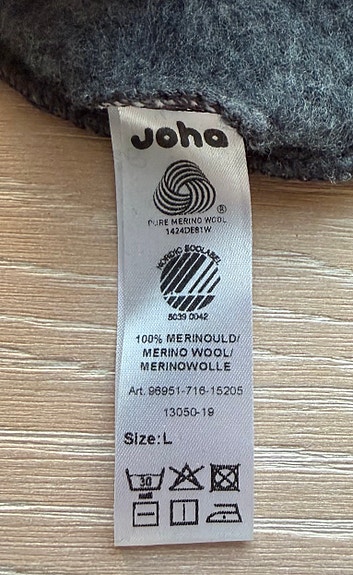 Joha
®
PURE MERINO WOOL
1424DE81W
NORDIC ECOLABEL
5039 0042
100% MERINOULD/
MERINO WOOL/
MERINOWOLLE
Art. 96951-716-15205
13050-19
Size: L
30